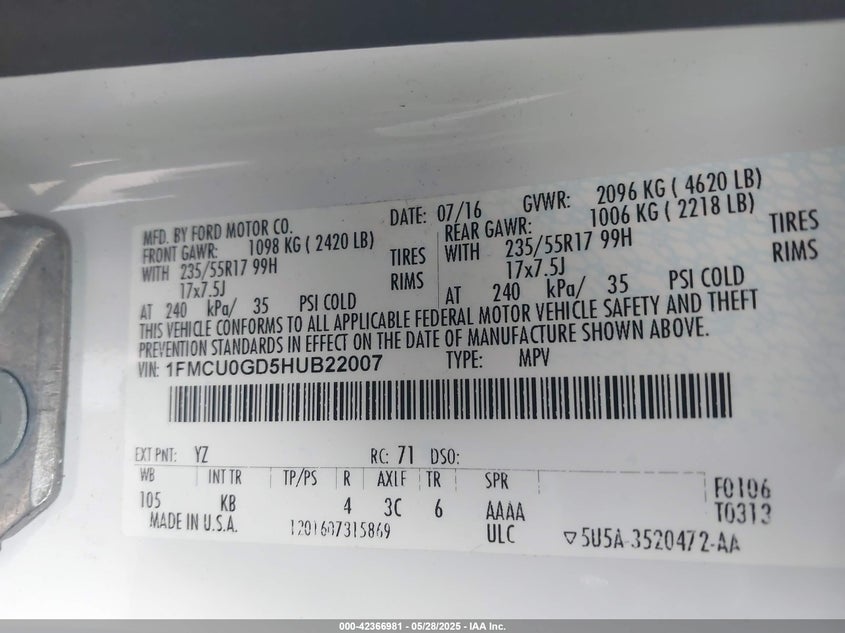 MFD. BY FORD MOTOR CO. DATE: 07/16 GVWR: 2096 KG ( 4620 LB)
FRONT GAWR: 1098 KG ( 2420 LB) REAR GAWR: 1006 KG ( 2218 LB)
WITH 235/55R17 99H TIRES WITH 235/55R17 99H TIRES
17x7.5J RIMS 17x7.5J RIMS
AT 240 kPa/ 35 PSI COLD AT 240 kPa/ 35 PSI COLD
THIS VEHICLE CONFORMS TO ALL APPLICABLE FEDERAL MOTOR VEHICLE SAFETY AND THEFT
PREVENTION STANDARDS IN EFFECT ON THE DATE OF MANUFACTURE SHOWN ABOVE.
VIN: 1FMCU0GD5HUB22007 TYPE: MPV
EXT PNT: YZ RC: 71 DSO:
WB INT TR TP/PS R AXLE TR SPR
105 KB 4 3C 6 AAAA
F0106
T0313
MADE IN U.S.A. 1201607315869 ULC ▽5U5A-3520472-AA
000-42366981 - 05/28/2025 - IAA Inc.